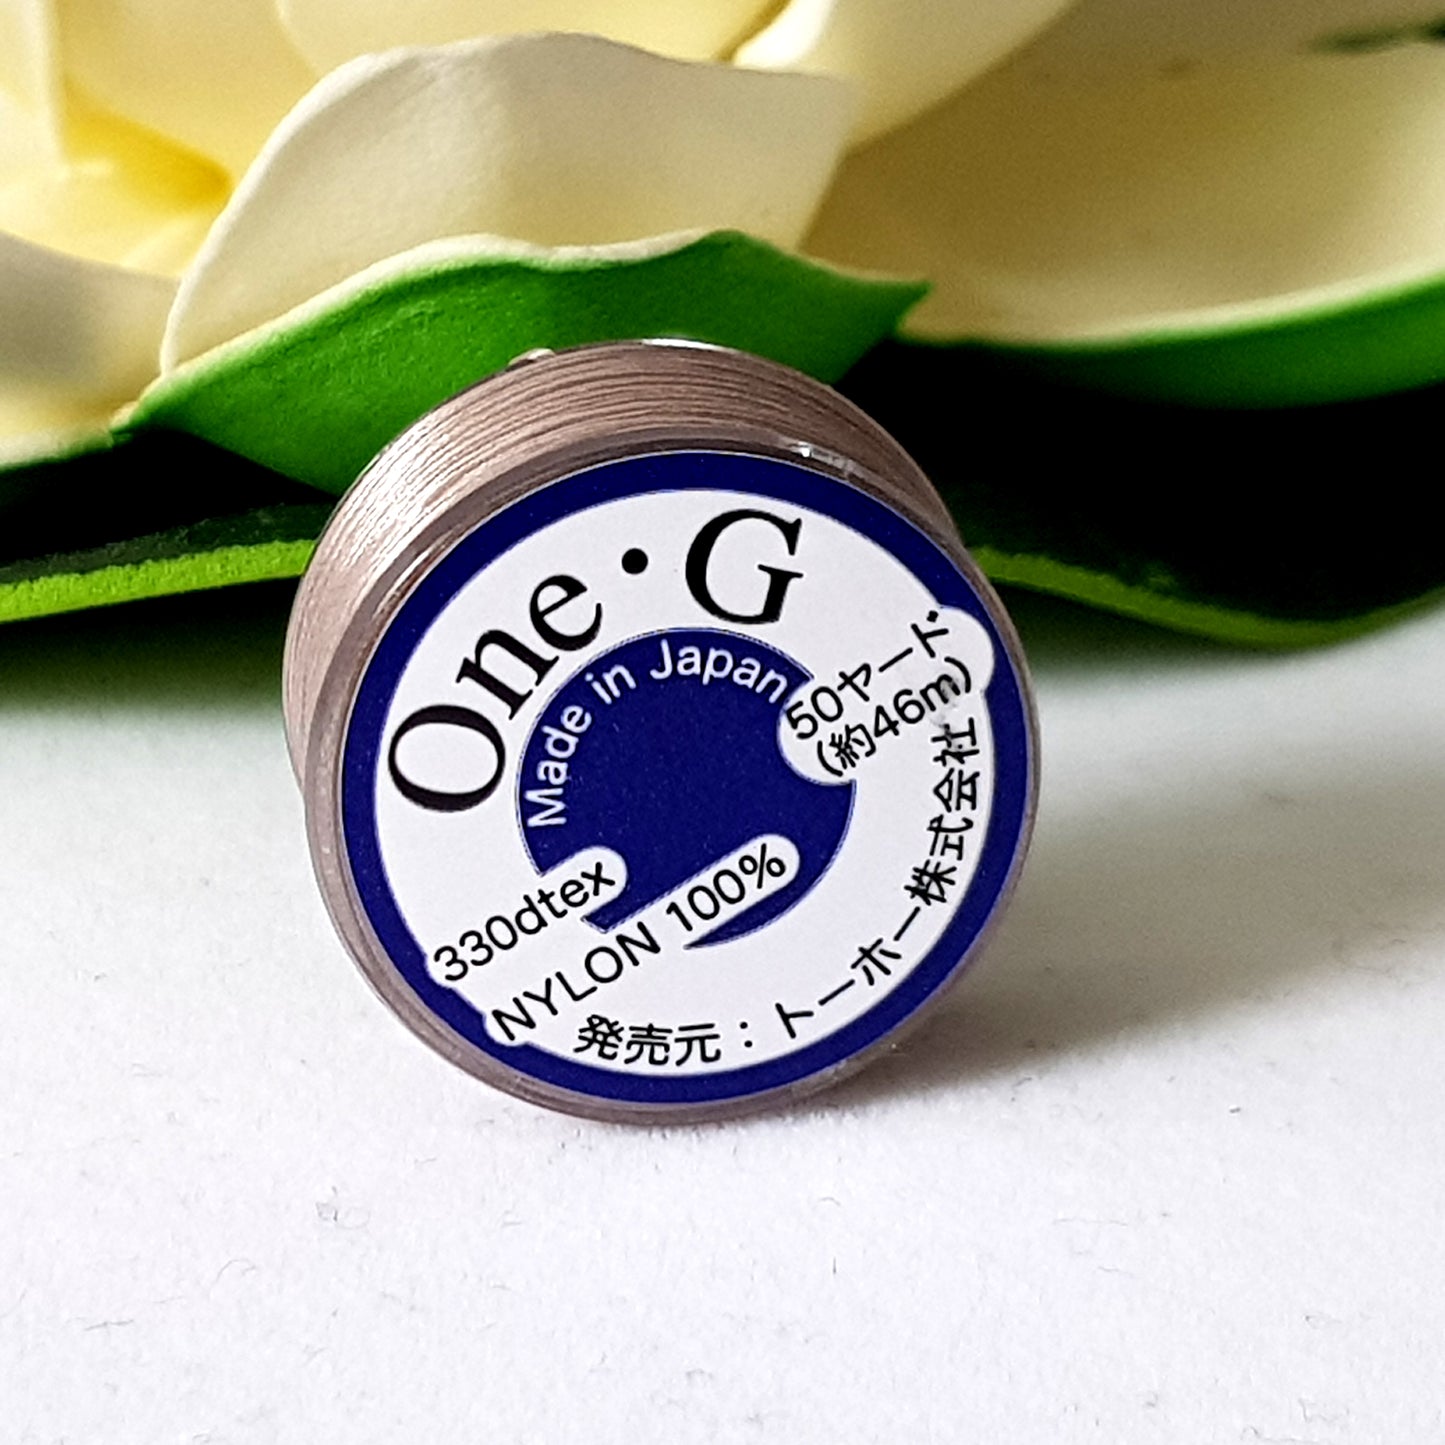 One・G
Made in Japan
50ヤード
(約46m)
330dtex
NYLON 100%
発売元：トーホー株式会社